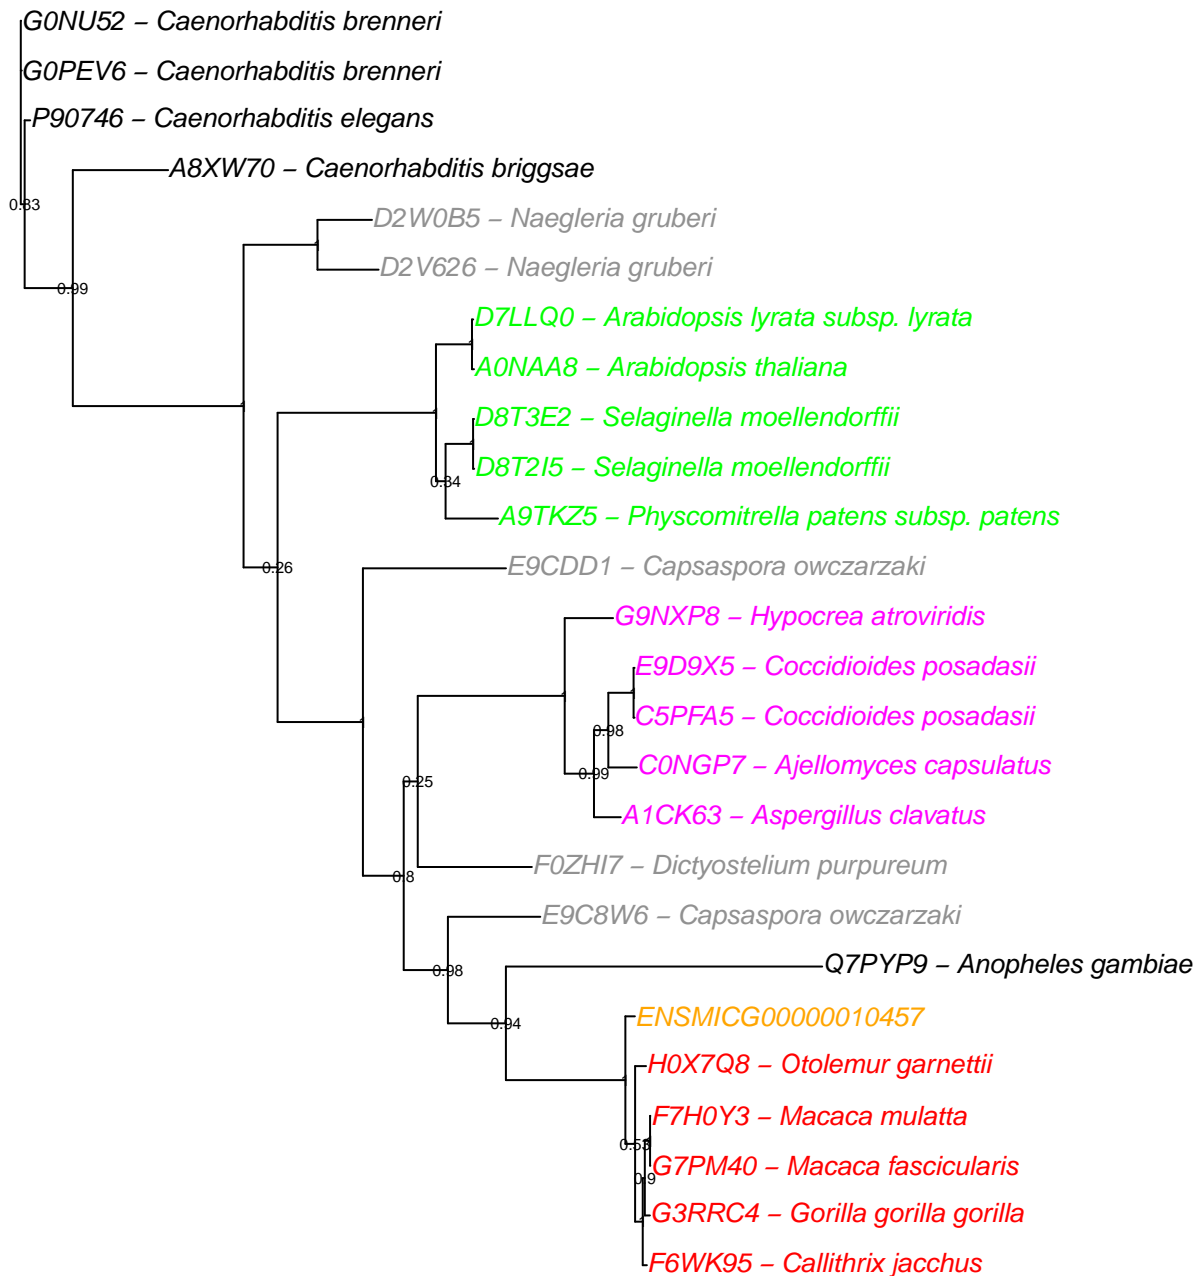 G0NU52 – Caenorhabditis brenneri
G0PEV6 – Caenorhabditis brenneri
P90746 – Caenorhabditis elegans
A8XW70 – Caenorhabditis briggsae
0.83
D2W0B5 – Naegleria gruberi
D2V626 – Naegleria gruberi
0.99
D7LLQ0 – Arabidopsis lyrata subsp. lyrata
A0NAA8 – Arabidopsis thaliana
D8T3E2 – Selaginella moellendorffii
D8T2I5 – Selaginella moellendorffii
0.84
A9TKZ5 – Physcomitrella patens subsp. patens
0.26
E9CDD1 – Capsaspora owczarzaki
G9NXP8 – Hypocrea atroviridis
E9D9X5 – Coccidioides posadasii
C5PFA5 – Coccidioides posadasii
0.98
C0NGP7 – Ajellomyces capsulatus
0.99
0.25
A1CK63 – Aspergillus clavatus
F0ZHI7 – Dictyostelium purpureum
0.8
E9C8W6 – Capsaspora owczarzaki
Q7PYP9 – Anopheles gambiae
0.98
ENSMICG00000010457
0.94
H0X7Q8 – Otolemur garnettii
F7H0Y3 – Macaca mulatta
0.53
G7PM40 – Macaca fascicularis
0.9
G3RRC4 – Gorilla gorilla gorilla
F6WK95 – Callithrix jacchus